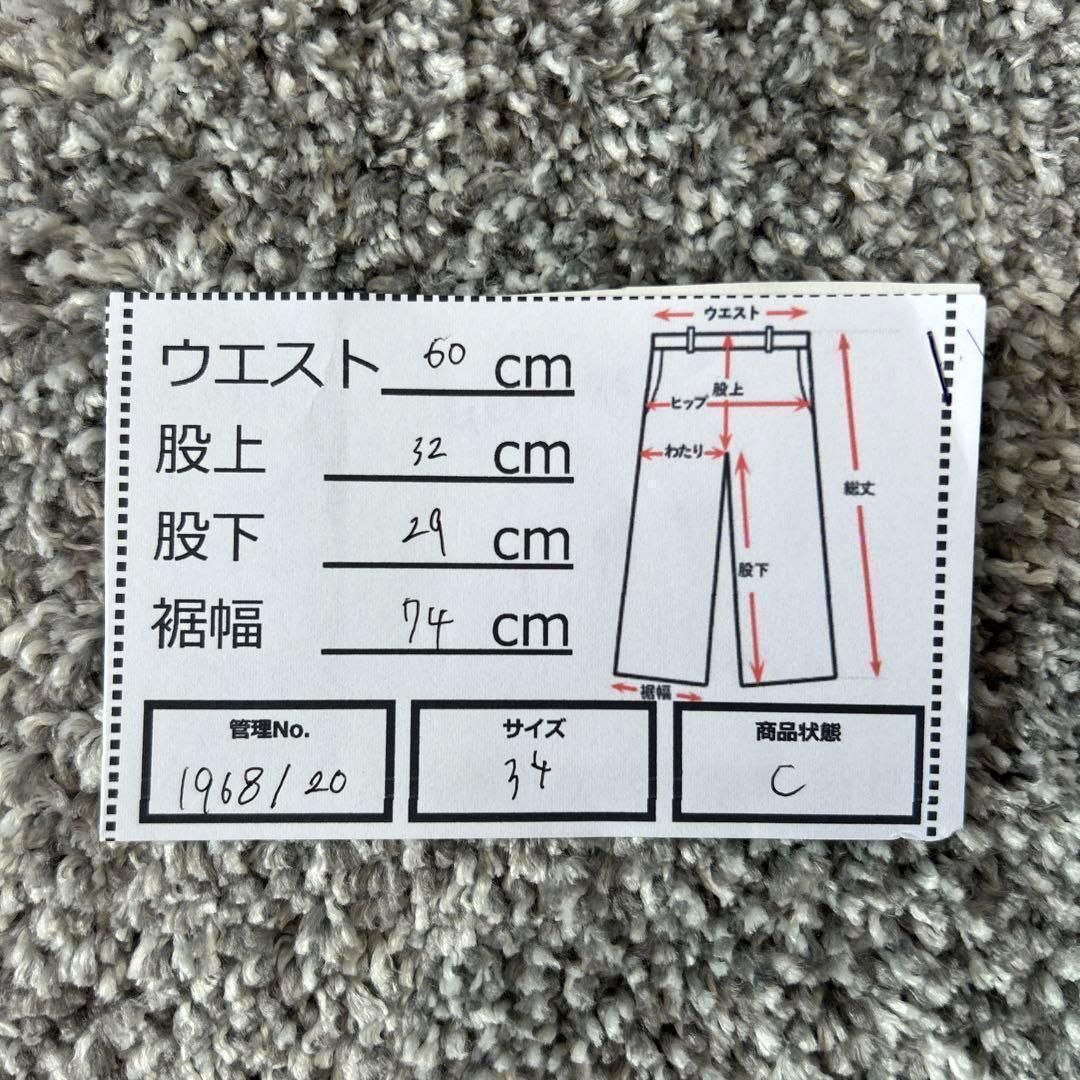 ウエスト 60 cm
股上 32 cm
股下 29 cm
裾幅 74 cm
ウエスト
股上
ヒップ
わたり
総丈
股下
裾幅
管理No.
1968/20
サイズ
34
商品状態
C